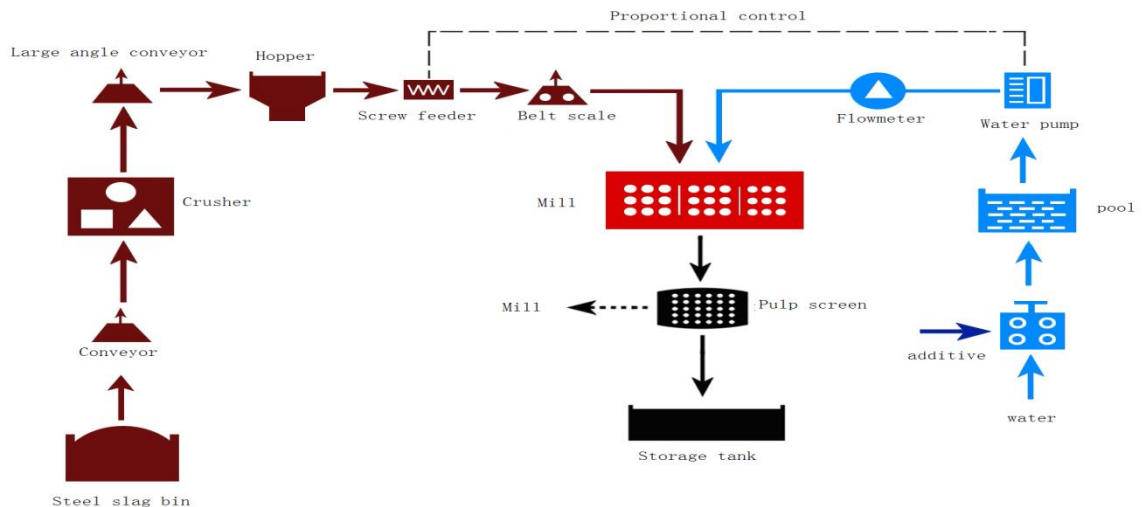 Proportional control
Large angle conveyor
Hopper
Screw feeder
Belt scale
Flowmeter
Water pump
Crusher
Mill
pool
Mill
Pulp screen
Conveyor
additive
water
Storage tank
Steel slag bin